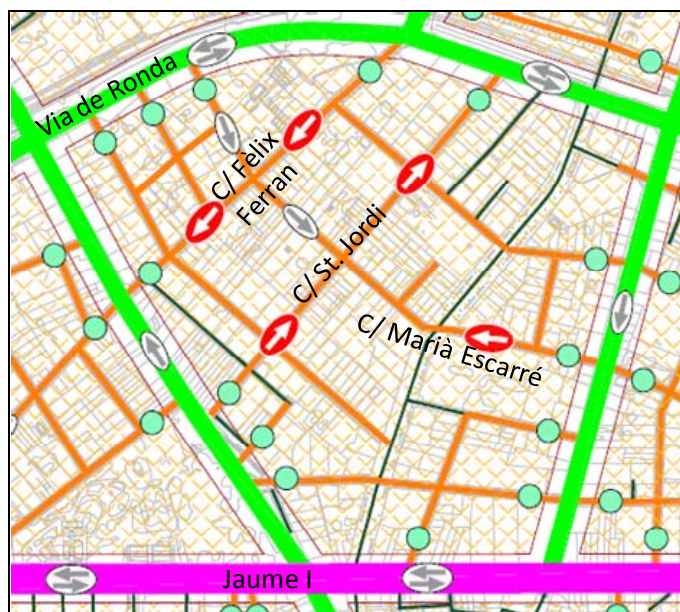 Via de Ronda
C/ Fèlix
Ferran
C/ St. Jordi
C/ Marià Escarré
Jaume I